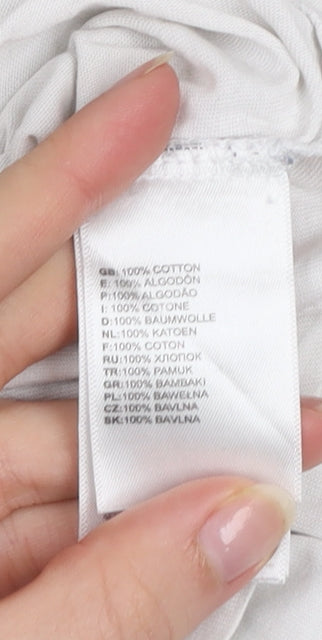 GB:100% COTTON
E:100% ALGODÓN
P:100% ALGODÃO
I:100% COTONE
D:100% BAUMWOLLE
NL:100% KATOEN
F:100% COTON
RU:100% ХЛОПОК
TR:100% PAMUK
GR:100% BAMBAKI
PL:100% BAWEŁNA
CZ:100% BAVLNA
SK:100% BAVLNA